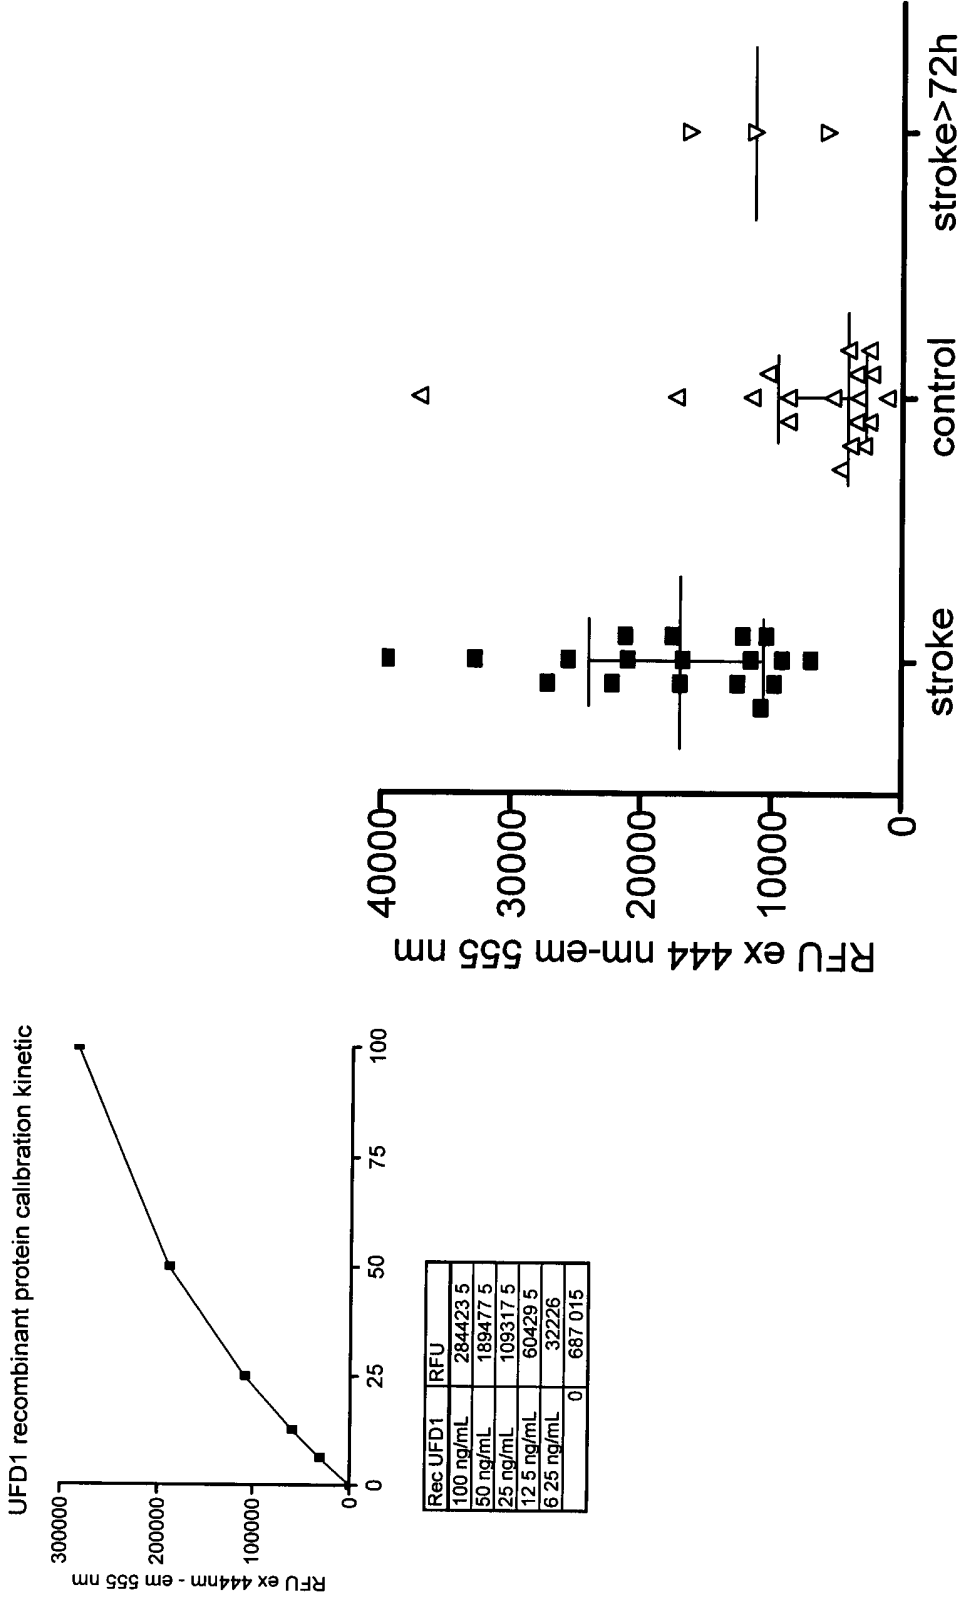 UFD1 recombinant protein calibration kinetic
RFU ex 444nm - em 555 nm
300000
200000
100000
0
0
25
50
75
100
Rec UFD1 RFU
100 ng/mL 284423 5
50 ng/mL 189477 5
25 ng/mL 109317 5
12 5 ng/mL 60429 5
6 25 ng/mL 32226
0 687 015
RFU ex 444 nm-em 555 nm
40000
30000
20000
10000
0
stroke
control
stroke>72h